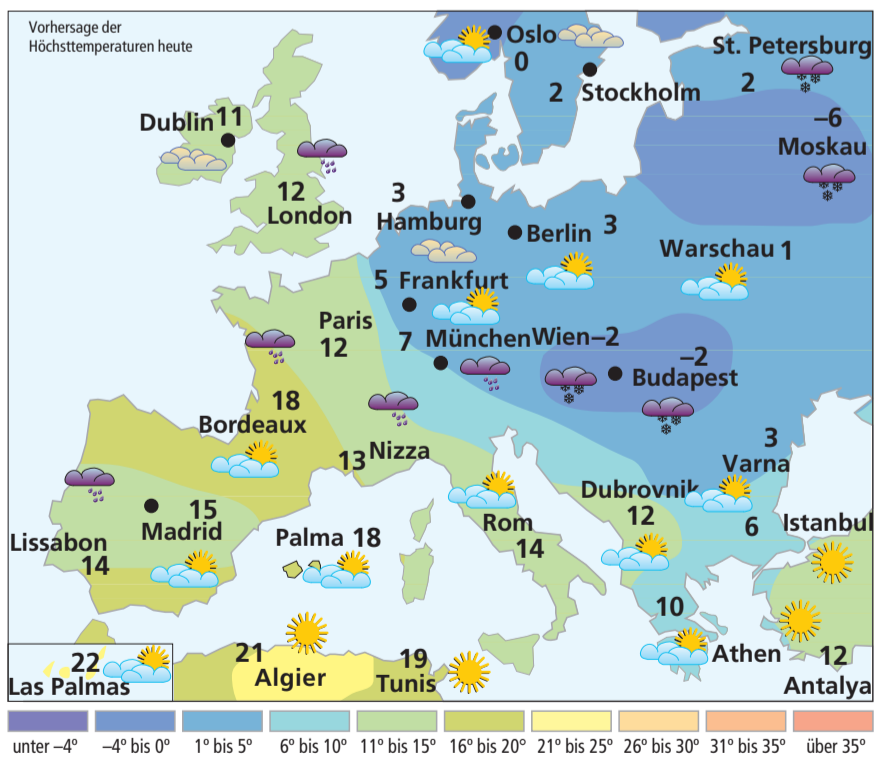 Vorhersage der
Höchsttemperaturen heute
Oslo
0
St. Petersburg
2
2 Stockholm
–6
Moskau
Dublin 11
12
London
3
Hamburg
Berlin 3
Warschau 1
5 Frankfurt
Paris
12
7 München
Wien –2
–2
Budapest
18
Bordeaux
13 Nizza
3
Varna
Dubrovnik
12
15
Madrid
Lissabon
14
Palma 18
Rom
14
6 Istanbul
10
Athen
12
Antalya
22
Las Palmas
21
Algier
19
Tunis
unter –4° –4° bis 0° 1° bis 5° 6° bis 10° 11° bis 15° 16° bis 20° 21° bis 25° 26° bis 30° 31° bis 35° über 35°